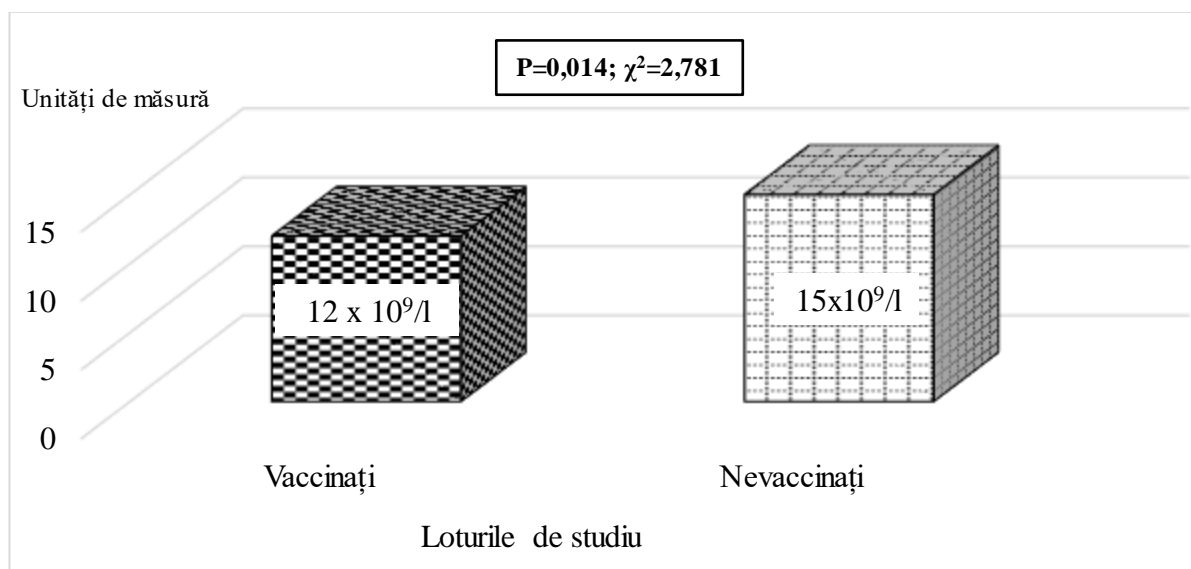 P=0,014; χ²=2,781
Unități de măsură
15
10
5
0
12 x 10⁹/l
15x10⁹/l
Vaccinați
Nevaccinați
Loturile de studiu